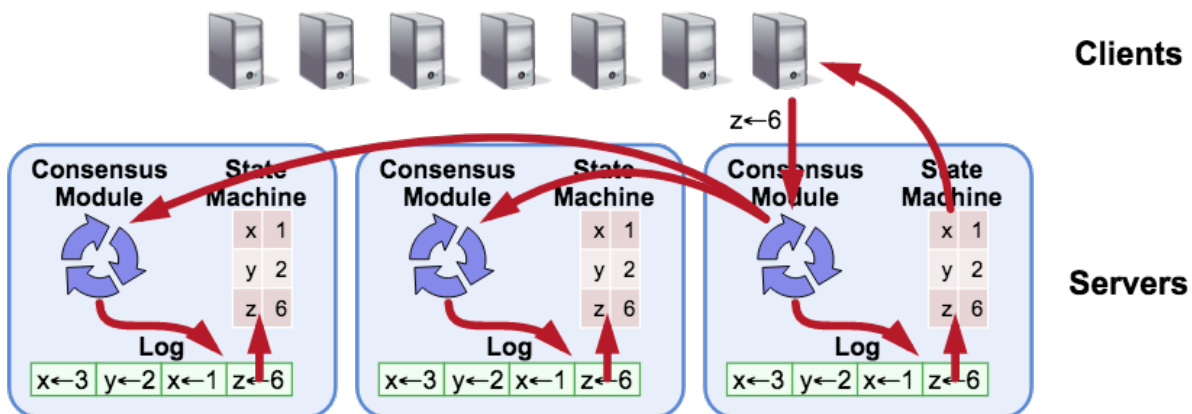 Clients
z←6
Consensus Module
State Machine
x 1
y 2
z 6
Log
x←3 y←2 x←1 z←6
Consensus Module
State Machine
x 1
y 2
z 6
Log
x←3 y←2 x←1 z←6
Consensus Module
State Machine
x 1
y 2
z 6
Log
x←3 y←2 x←1 z←6
Servers